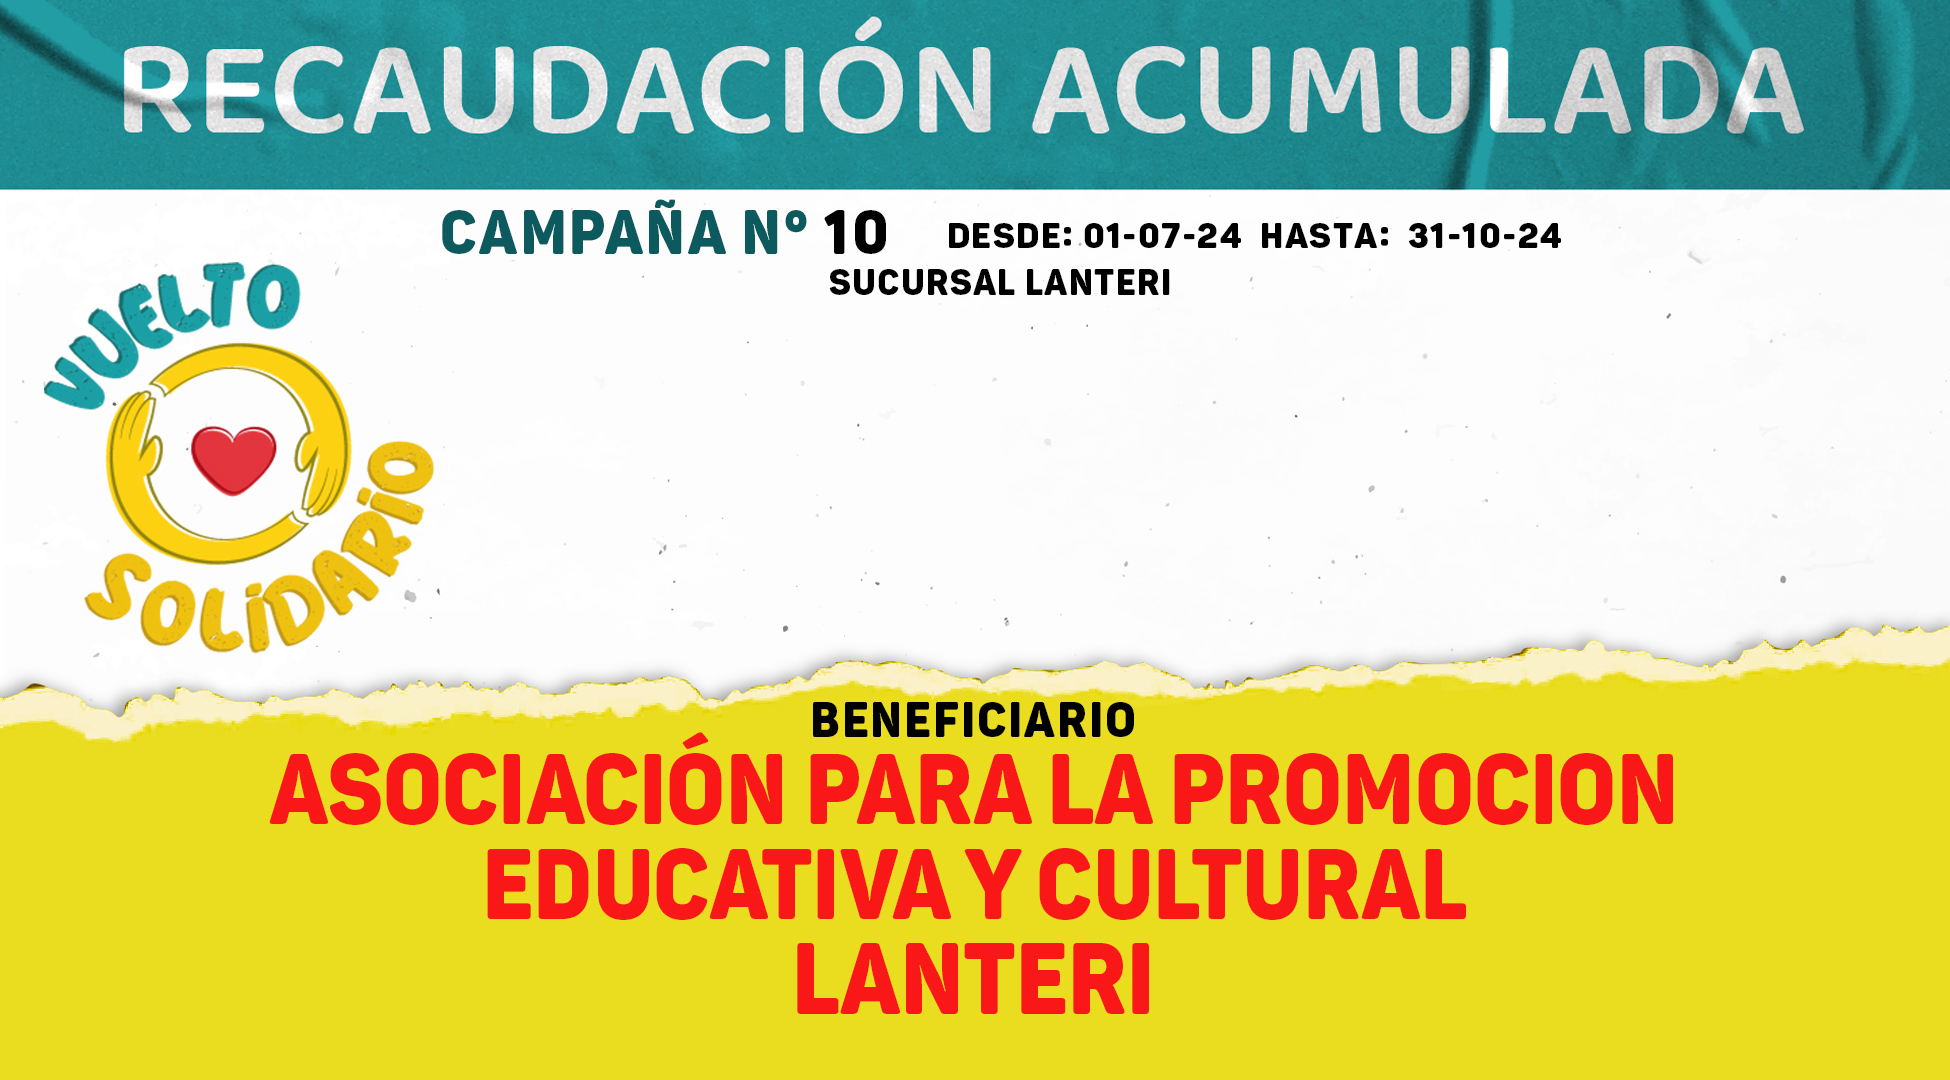 RECAUDACIÓN ACUMULADA
CAMPAÑA N° 10 DESDE: 01-07-24 HASTA: 31-10-24
SUCURSAL LANTERI
VUELTO
SOLIDARIO
BENEFICIARIO
ASOCIACIÓN PARA LA PROMOCION
EDUCATIVA Y CULTURAL
LANTERI